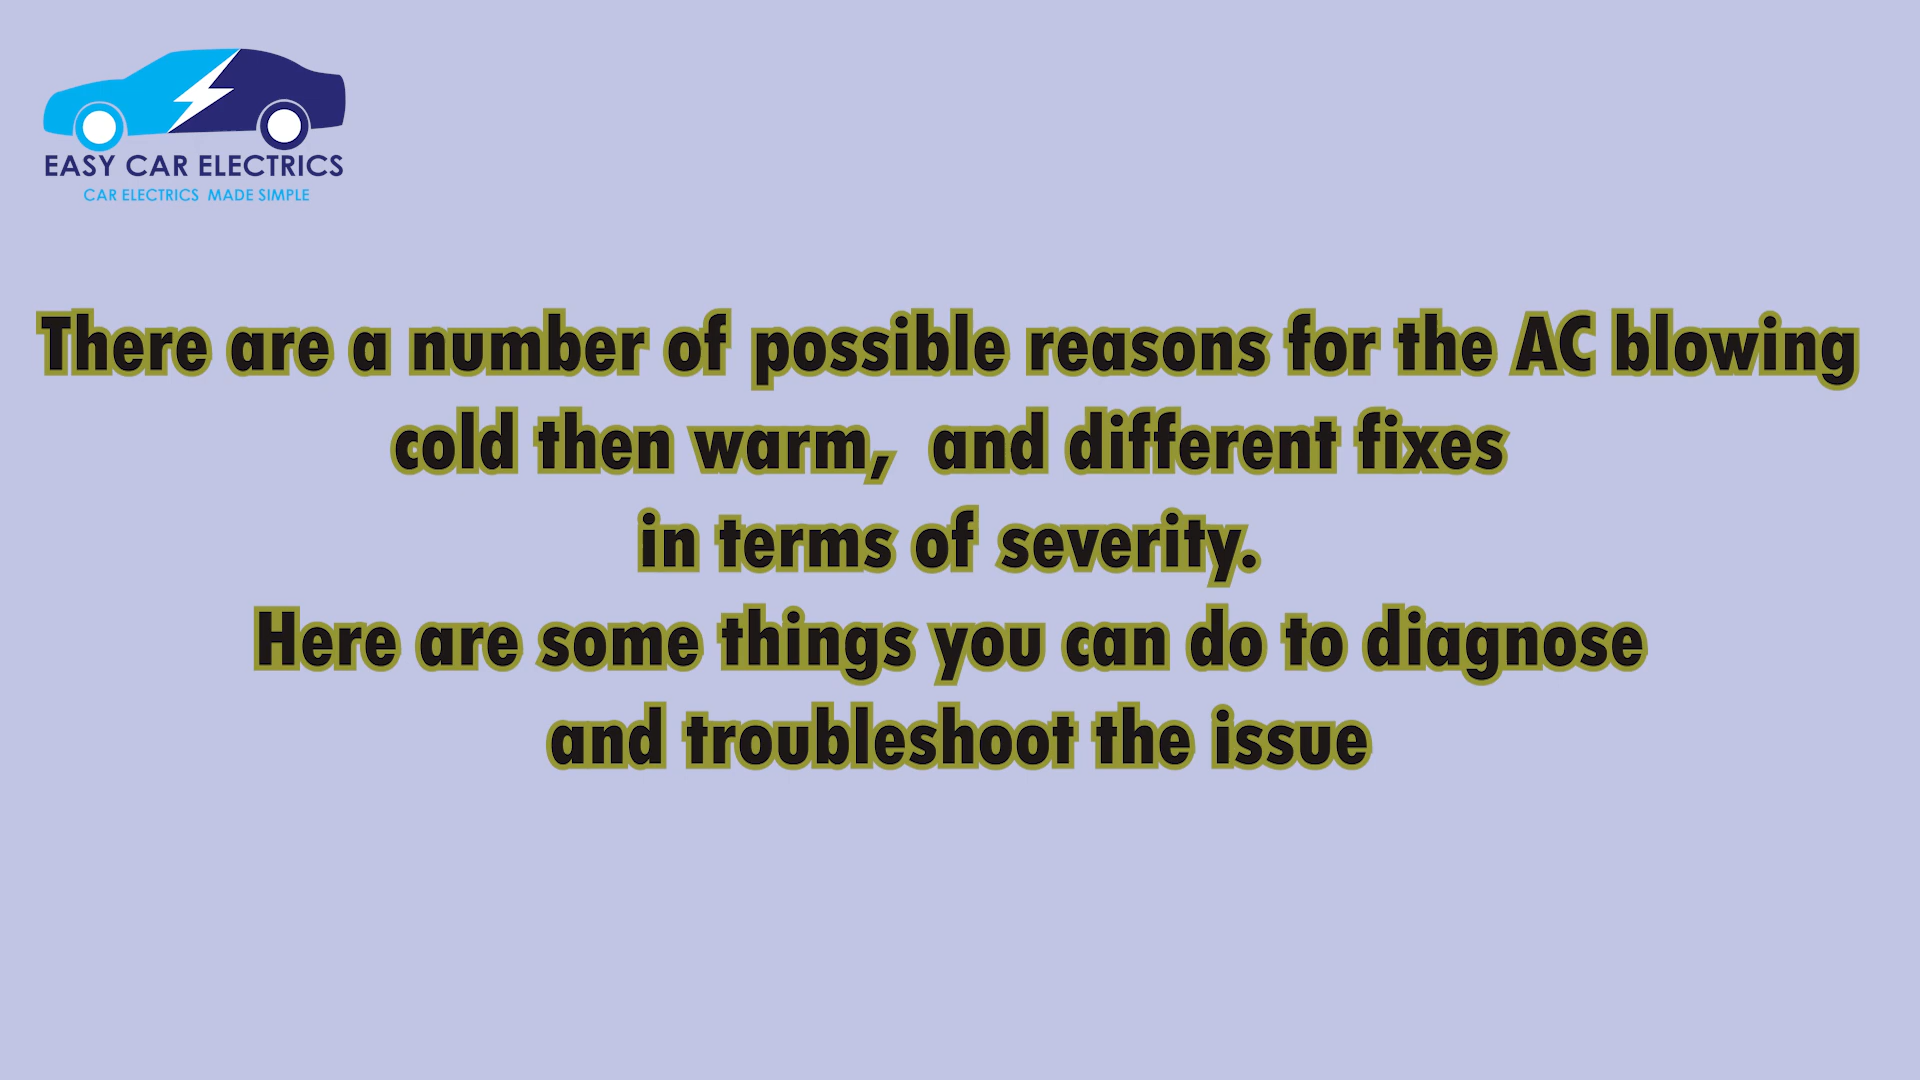 EASY CAR ELECTRICS
CAR ELECTRICS MADE SIMPLE
There are a number of possible reasons for the AC blowing
cold then warm, and different fixes
in terms of severity.
Here are some things you can do to diagnose
and troubleshoot the issue